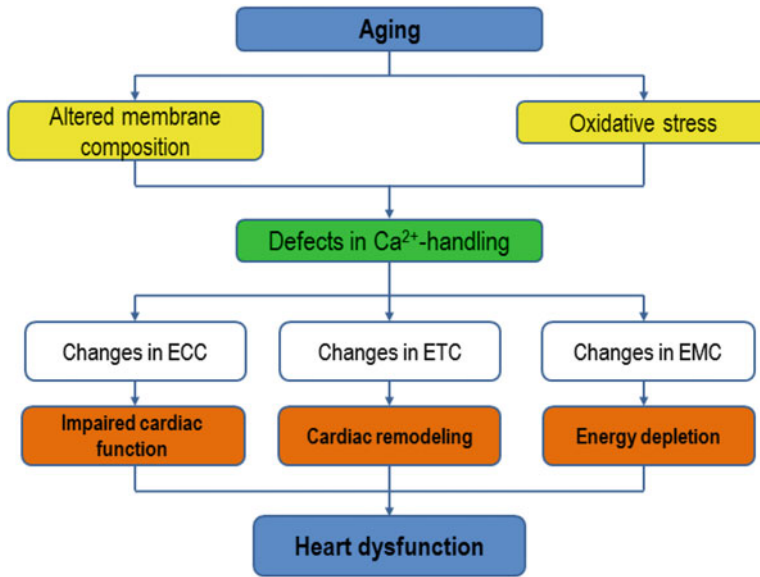 Aging
Altered membrane
composition
Oxidative stress
Defects in Ca²⁺-handling
Changes in ECC
Changes in ETC
Changes in EMC
Impaired cardiac
function
Cardiac remodeling
Energy depletion
Heart dysfunction